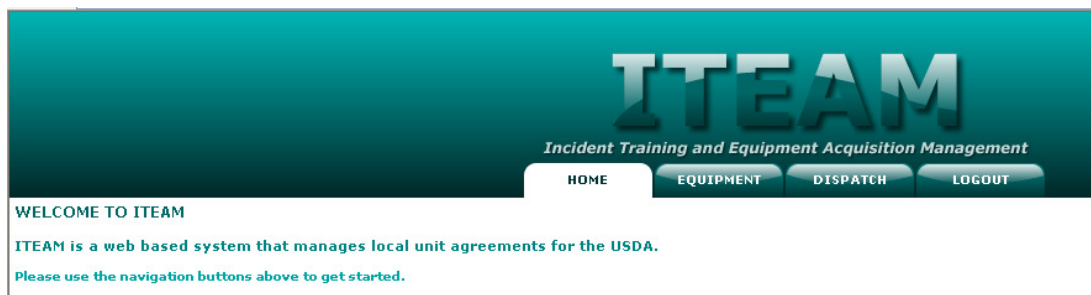 ITEAM
Incident Training and Equipment Acquisition Management
HOME EQUIPMENT DISPATCH LOGOUT
WELCOME TO ITEAM
ITEAM is a web based system that manages local unit agreements for the USDA.
Please use the navigation buttons above to get started.